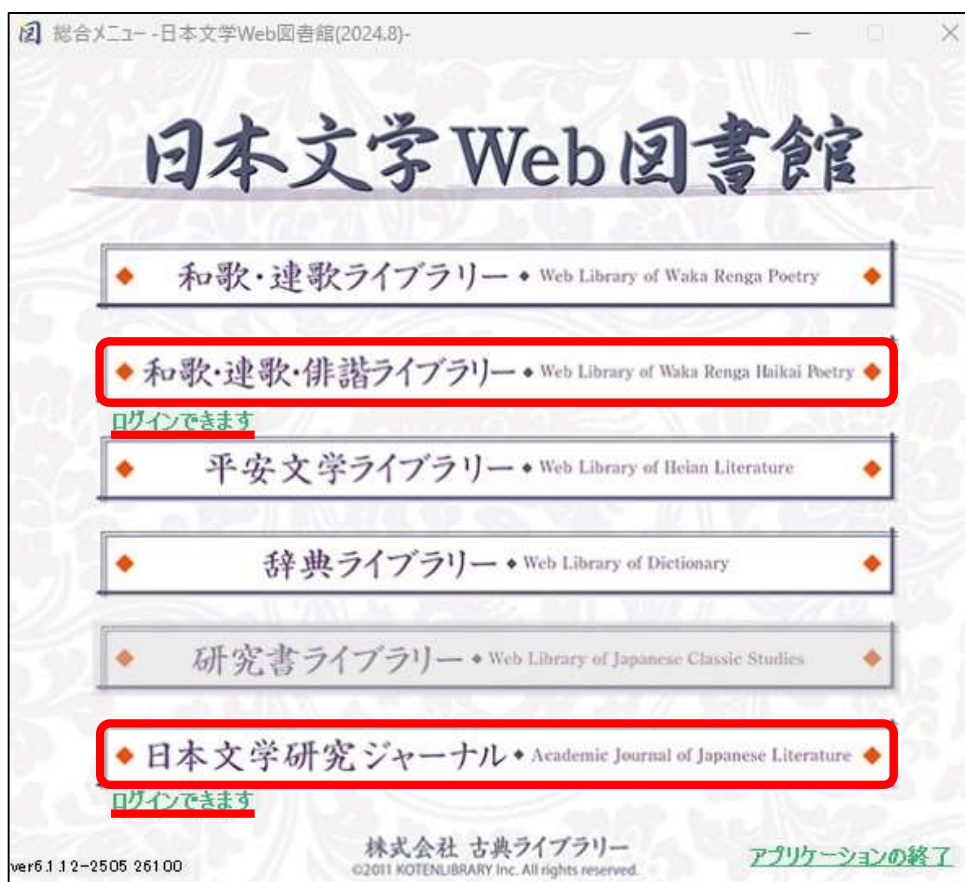 総合メニュー -日本文学Web図書館(2024.8)-
日本文学Web図書館
和歌・連歌ライブラリー ◆ Web Library of Waka Renga Poetry
和歌・連歌・俳諧ライブラリー ◆ Web Library of Waka Renga Haikai Poetry
ログインできます
平安文学ライブラリー ◆ Web Library of Heian Literature
辞典ライブラリー ◆ Web Library of Dictionary
研究書ライブラリー ◆ Web Library of Japanese Classic Studies
日本文学研究ジャーナル ◆ Academic Journal of Japanese Literature
ログインできます
株式会社 古典ライブラリー
©2011 KOTENLIBRARY Inc. All rights reserved.
ver6.1.12-2505 26100
アプリケーションの終了